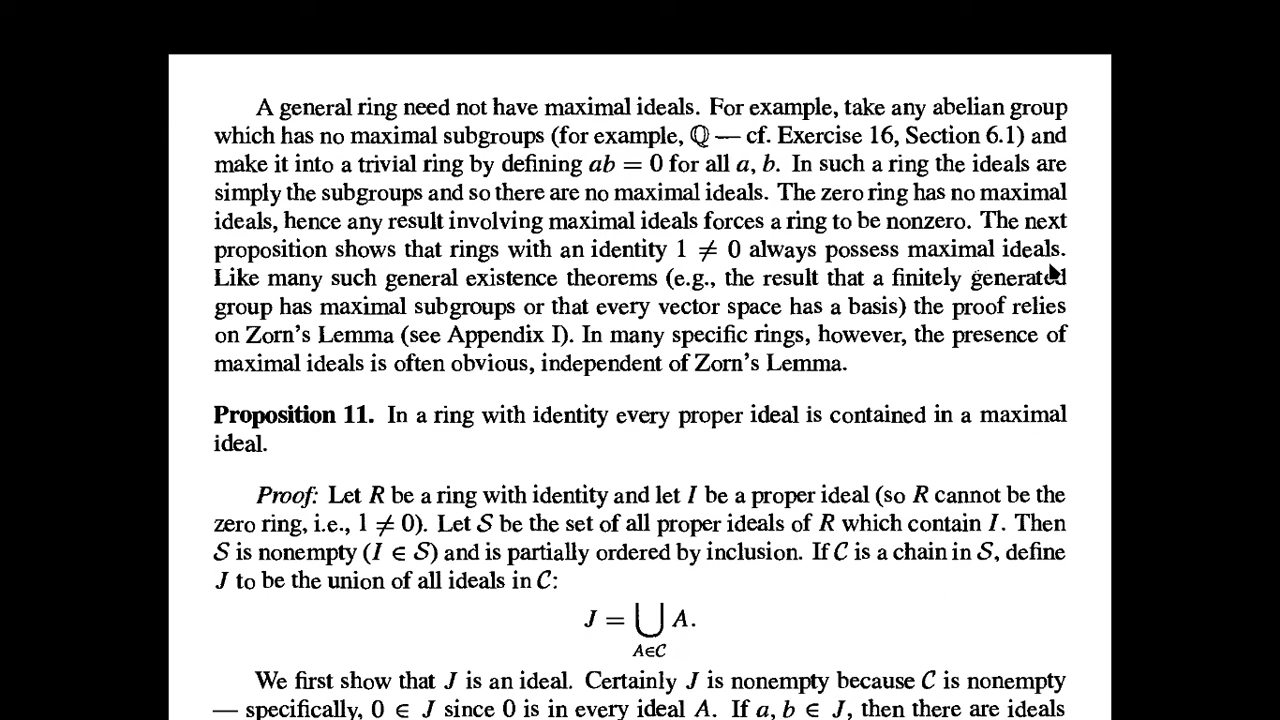 A general ring need not have maximal ideals. For example, take any abelian group
which has no maximal subgroups (for example, ℚ — cf. Exercise 16, Section 6.1) and
make it into a trivial ring by defining ab = 0 for all a, b. In such a ring the ideals are
simply the subgroups and so there are no maximal ideals. The zero ring has no maximal
ideals, hence any result involving maximal ideals forces a ring to be nonzero. The next
proposition shows that rings with an identity 1 ≠ 0 always possess maximal ideals.
Like many such general existence theorems (e.g., the result that a finitely generated
group has maximal subgroups or that every vector space has a basis) the proof relies
on Zorn's Lemma (see Appendix I). In many specific rings, however, the presence of
maximal ideals is often obvious, independent of Zorn's Lemma.
Proposition 11. In a ring with identity every proper ideal is contained in a maximal
ideal.
Proof: Let R be a ring with identity and let I be a proper ideal (so R cannot be the
zero ring, i.e., 1 ≠ 0). Let 𝒮 be the set of all proper ideals of R which contain I. Then
𝒮 is nonempty (I ∈ 𝒮) and is partially ordered by inclusion. If 𝒞 is a chain in 𝒮, define
J to be the union of all ideals in 𝒞:
J = ⋃ A.
A∈𝒞
We first show that J is an ideal. Certainly J is nonempty because 𝒞 is nonempty
— specifically, 0 ∈ J since 0 is in every ideal A. If a, b ∈ J, then there are ideals